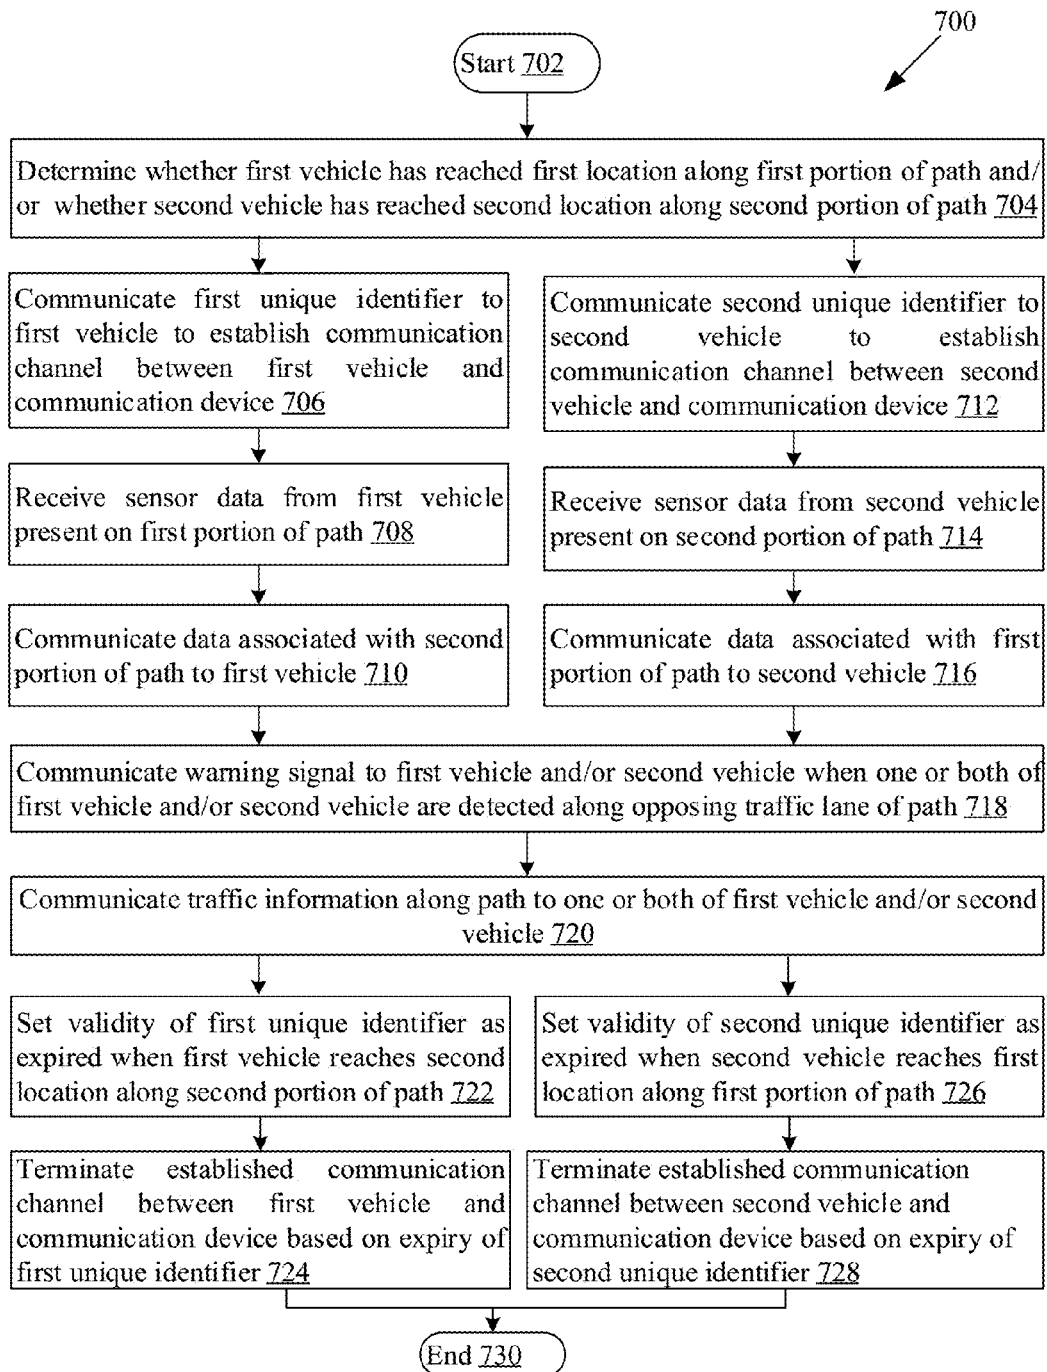 700
Start 702
Determine whether first vehicle has reached first location along first portion of path and/
or whether second vehicle has reached second location along second portion of path 704
Communicate first unique identifier to
first vehicle to establish communication
channel between first vehicle and
communication device 706
Communicate second unique identifier to
second vehicle to establish
communication channel between second
vehicle and communication device 712
Receive sensor data from first vehicle
present on first portion of path 708
Receive sensor data from second vehicle
present on second portion of path 714
Communicate data associated with second
portion of path to first vehicle 710
Communicate data associated with first
portion of path to second vehicle 716
Communicate warning signal to first vehicle and/or second vehicle when one or both of
first vehicle and/or second vehicle are detected along opposing traffic lane of path 718
Communicate traffic information along path to one or both of first vehicle and/or second
vehicle 720
Set validity of first unique identifier as
expired when first vehicle reaches second
location along second portion of path 722
Set validity of second unique identifier as
expired when second vehicle reaches first
location along first portion of path 726
Terminate established communication
channel between first vehicle and
communication device based on expiry of
first unique identifier 724
Terminate established communication
channel between second vehicle and
communication device based on expiry of
second unique identifier 728
End 730